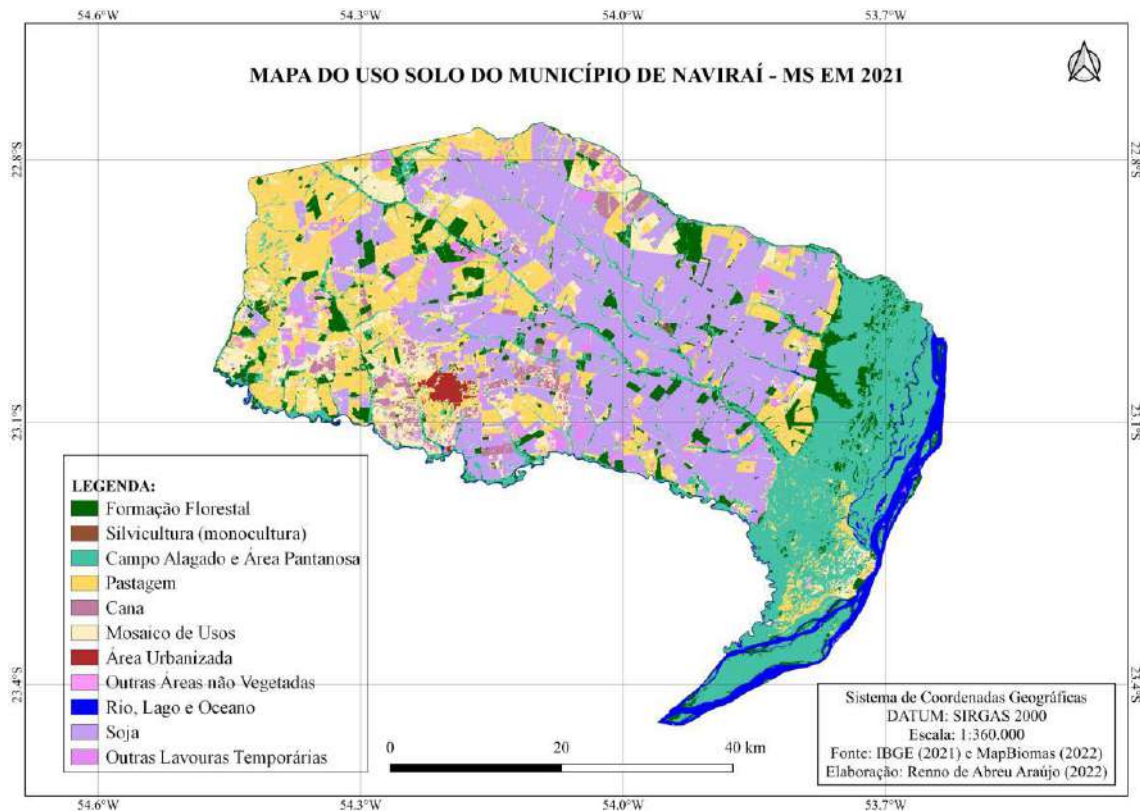 54.6°W 54.3°W 54.0°W 53.7°W
MAPA DO USO SOLO DO MUNICÍPIO DE NAVIRAÍ - MS EM 2021
22.8°S 22.8°S
23.1°S 23.1°S
23.4°S 23.4°S
LEGENDA:
Formação Florestal
Silvicultura (monocultura)
Campo Alagado e Área Pantanosa
Pastagem
Cana
Mosaico de Usos
Área Urbanizada
Outras Áreas não Vegetadas
Rio, Lago e Oceano
Soja
Outras Lavouras Temporárias
0 20 40 km
Sistema de Coordenadas Geográficas
DATUM: SIRGAS 2000
Escala: 1:360.000
Fonte: IBGE (2021) e MapBiomas (2022)
Elaboração: Renno de Abreu Araújo (2022)
54.6°W 54.3°W 54.0°W 53.7°W